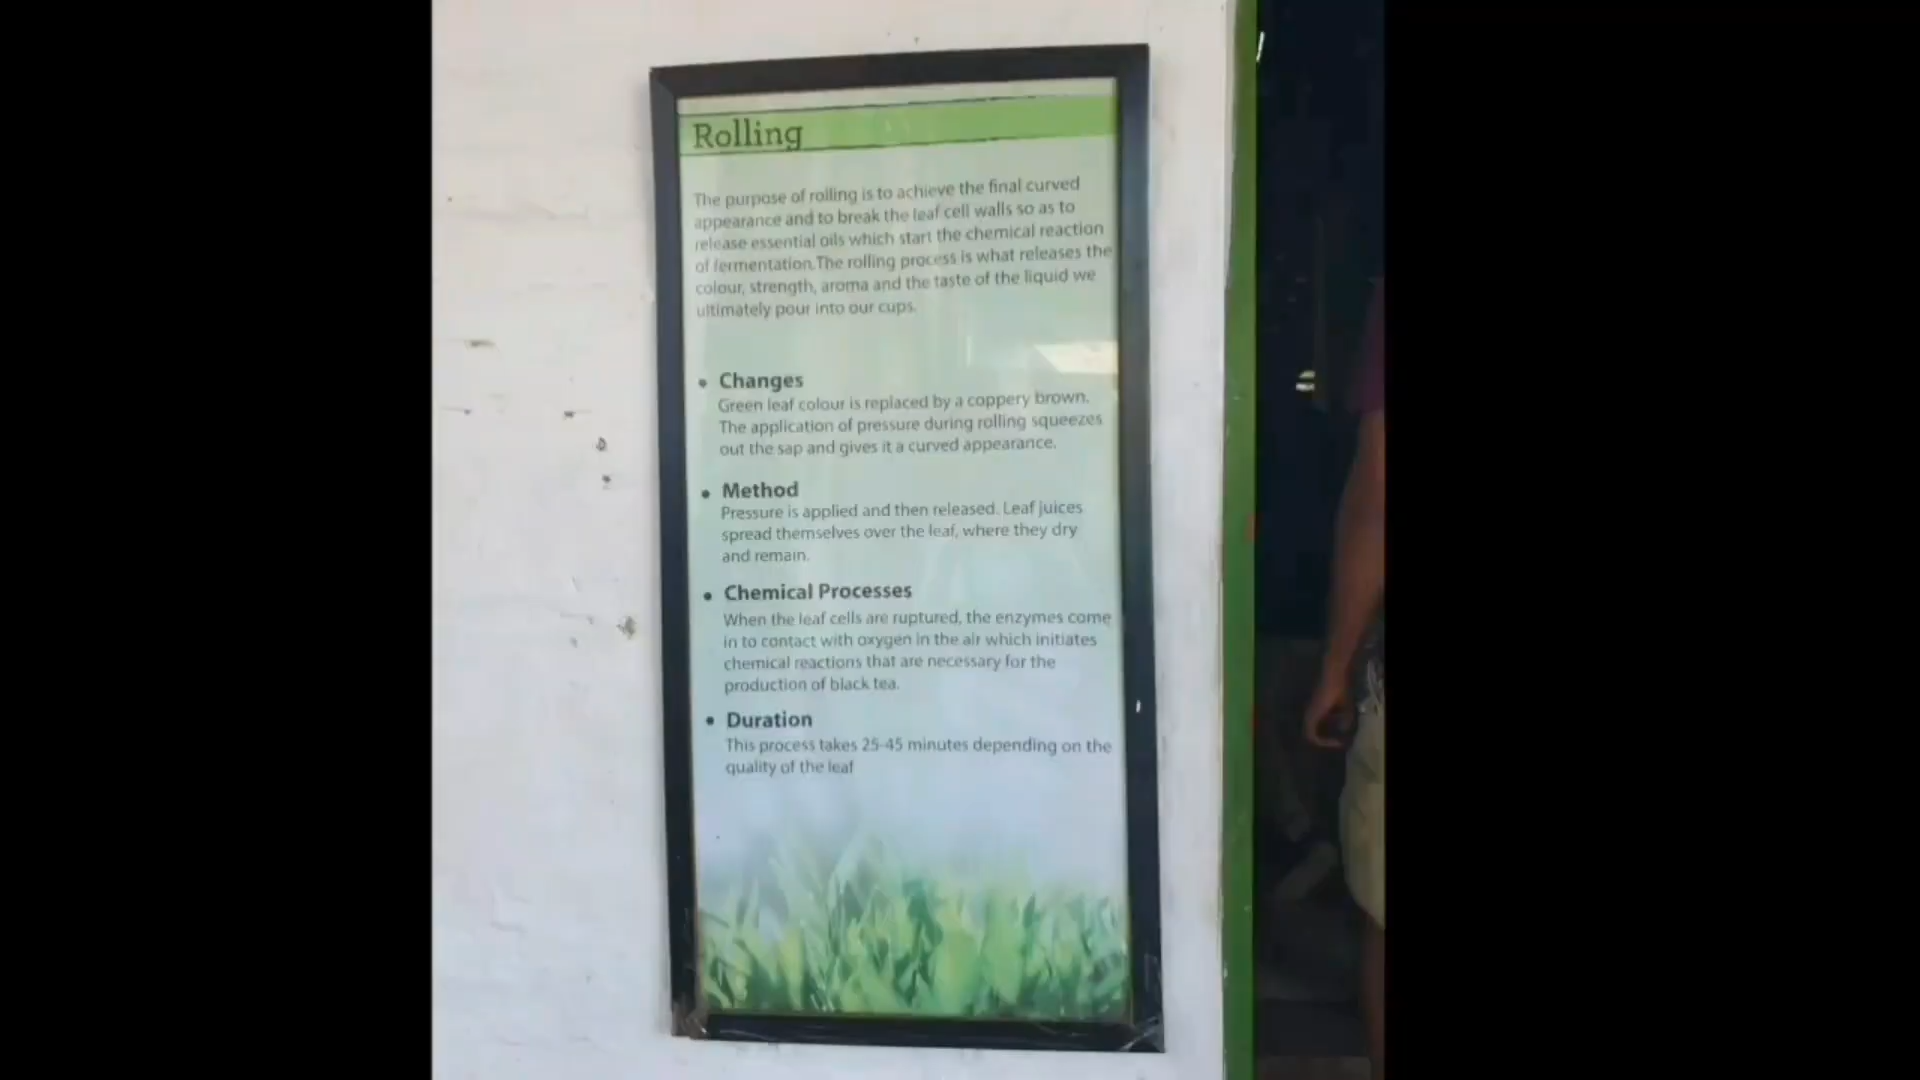 Rolling
The purpose of rolling is to achieve the final curved
appearance and to break the leaf cell walls so as to
release essential oils which start the chemical reaction
of fermentation.The rolling process is what releases the
colour, strength, aroma and the taste of the liquid we
ultimately pour into our cups.
• Changes
Green leaf colour is replaced by a coppery brown.
The application of pressure during rolling squeezes
out the sap and gives it a curved appearance.
• Method
Pressure is applied and then released. Leaf juices
spread themselves over the leaf, where they dry
and remain.
• Chemical Processes
When the leaf cells are ruptured, the enzymes come
in to contact with oxygen in the air which initiates
chemical reactions that are necessary for the
production of black tea.
• Duration
This process takes 25-45 minutes depending on the
quality of the leaf